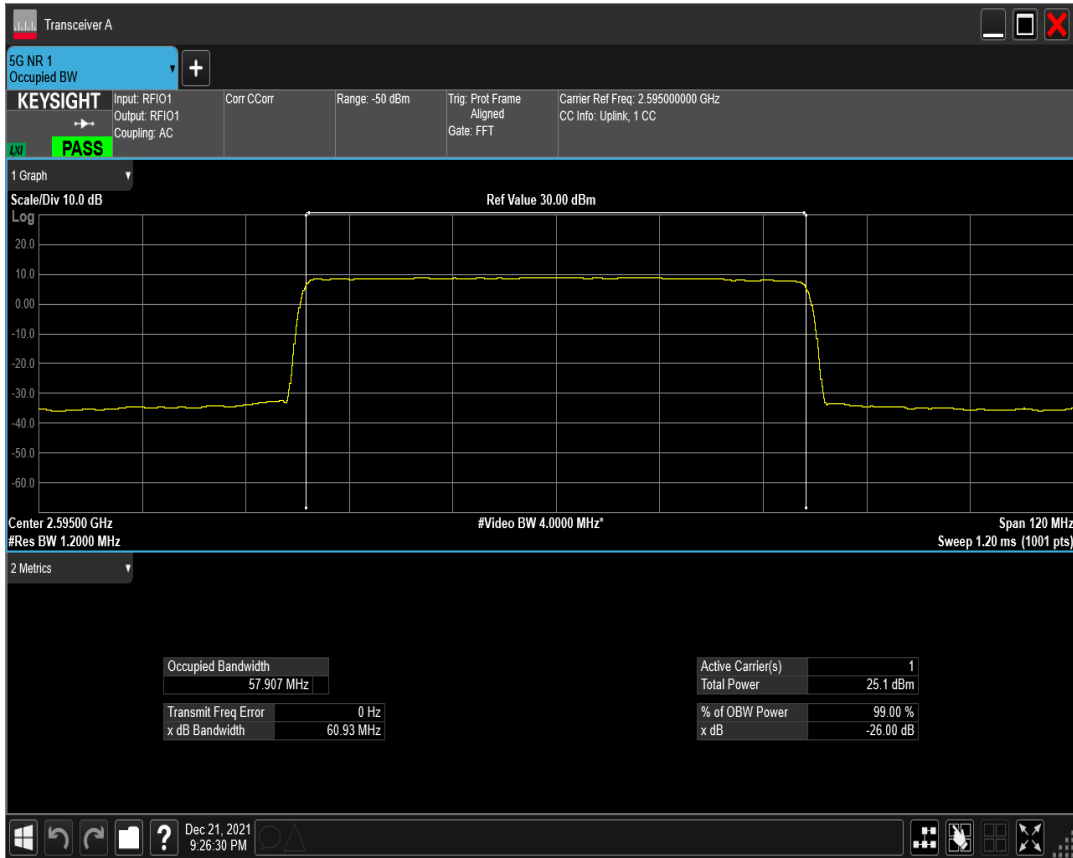 Transceiver A
5G NR 1
Occupied BW
KEYSIGHT
LXI
PASS
Input: RFIO1
Output: RFIO1
Coupling: AC
Corr CCorr
Range: -50 dBm
Trig: Prot Frame
Aligned
Gate: FFT
Carrier Ref Freq: 2.595000000 GHz
CC Info: Uplink, 1 CC
1 Graph
Scale/Div 10.0 dB
Ref Value 30.00 dBm
Log
20.0
10.0
0.00
-10.0
-20.0
-30.0
-40.0
-50.0
-60.0
Center 2.59500 GHz
#Video BW 4.0000 MHz*
Span 120 MHz
#Res BW 1.2000 MHz
Sweep 1.20 ms (1001 pts)
2 Metrics
Occupied Bandwidth
57.907 MHz
Transmit Freq Error 0 Hz
x dB Bandwidth 60.93 MHz
Active Carrier(s) 1
Total Power 25.1 dBm
% of OBW Power 99.00 %
x dB -26.00 dB
?
Dec 21, 2021
9:26:30 PM